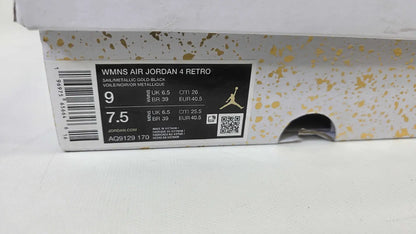 WMNS AIR JORDAN 4 RETRO
SAIL/METALLIC GOLD-BLACK
VOILE/NOIR/OR METALLIQUE
9 WMNS UK 6.5 CM 26
BR 39 EUR 40.5
7.5 MNS UK 6.5 CM 25.5
BR 39 EUR 40.5
JORDAN.COM
AQ9129 170